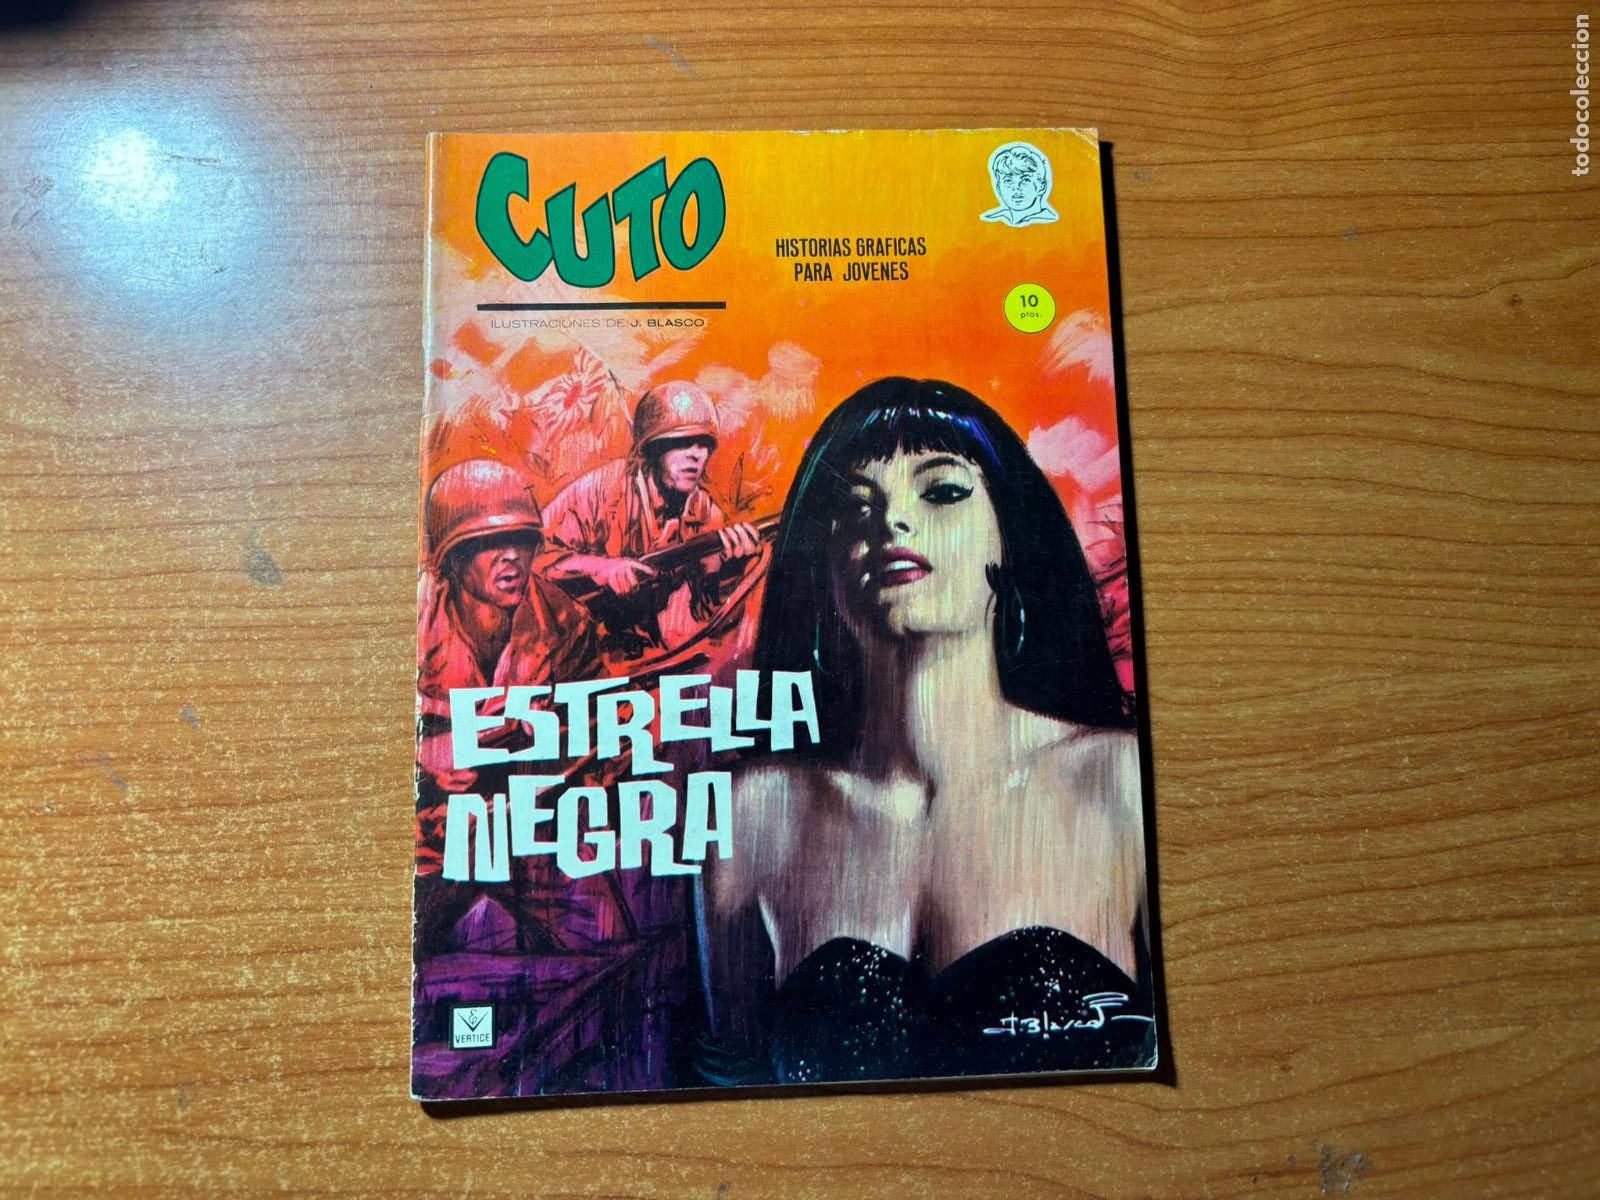 CUTO
HISTORIAS GRAFICAS
PARA JOVENES
10
ptos.
ILUSTRACIONES DE J. BLASCO
ESTRELLA
NEGRA
VERTICE
J. Blasco
todocoleccion